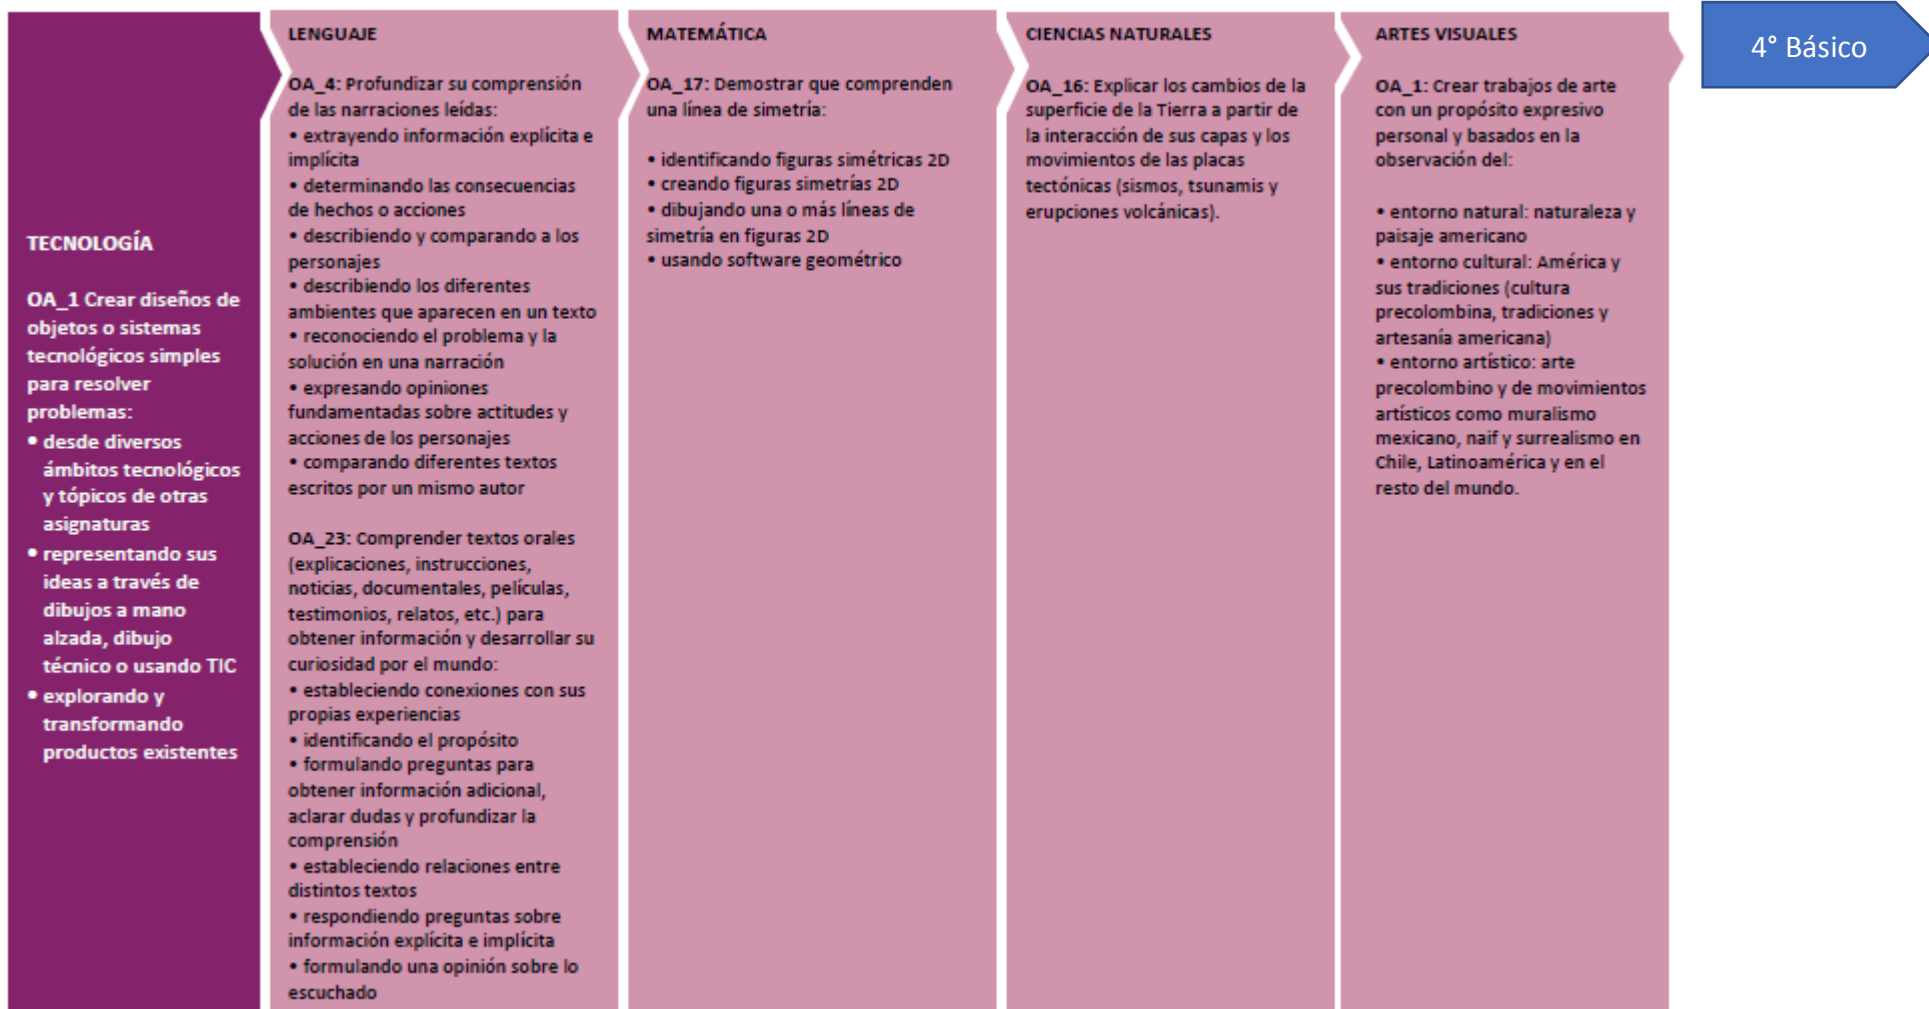 TECNOLOGÍA
OA_1 Crear diseños de
objetos o sistemas
tecnológicos simples
para resolver
problemas:
• desde diversos
ámbitos tecnológicos
y tópicos de otras
asignaturas
• representando sus
ideas a través de
dibujos a mano
alzada, dibujo
técnico o usando TIC
• explorando y
transformando
productos existentes
LENGUAJE
OA_4: Profundizar su comprensión
de las narraciones leídas:
• extrayendo información explícita e
implícita
• determinando las consecuencias
de hechos o acciones
• describiendo y comparando a los
personajes
• describiendo los diferentes
ambientes que aparecen en un texto
• reconociendo el problema y la
solución en una narración
• expresando opiniones
fundamentadas sobre actitudes y
acciones de los personajes
• comparando diferentes textos
escritos por un mismo autor
OA_23: Comprender textos orales
(explicaciones, instrucciones,
noticias, documentales, películas,
testimonios, relatos, etc.) para
obtener información y desarrollar su
curiosidad por el mundo:
• estableciendo conexiones con sus
propias experiencias
• identificando el propósito
• formulando preguntas para
obtener información adicional,
aclarar dudas y profundizar la
comprensión
• estableciendo relaciones entre
distintos textos
• respondiendo preguntas sobre
información explícita e implícita
• formulando una opinión sobre lo
escuchado
MATEMÁTICA
OA_17: Demostrar que comprenden
una línea de simetría:
• identificando figuras simétricas 2D
• creando figuras simetrías 2D
• dibujando una o más líneas de
simetría en figuras 2D
• usando software geométrico
CIENCIAS NATURALES
OA_16: Explicar los cambios de la
superficie de la Tierra a partir de
la interacción de sus capas y los
movimientos de las placas
tectónicas (sismos, tsunamis y
erupciones volcánicas).
ARTES VISUALES
OA_1: Crear trabajos de arte
con un propósito expresivo
personal y basados en la
observación del:
• entorno natural: naturaleza y
paisaje americano
• entorno cultural: América y
sus tradiciones (cultura
precolombina, tradiciones y
artesanía americana)
• entorno artístico: arte
precolombino y de movimientos
artísticos como muralismo
mexicano, naif y surrealismo en
Chile, Latinoamérica y en el
resto del mundo.
4° Básico